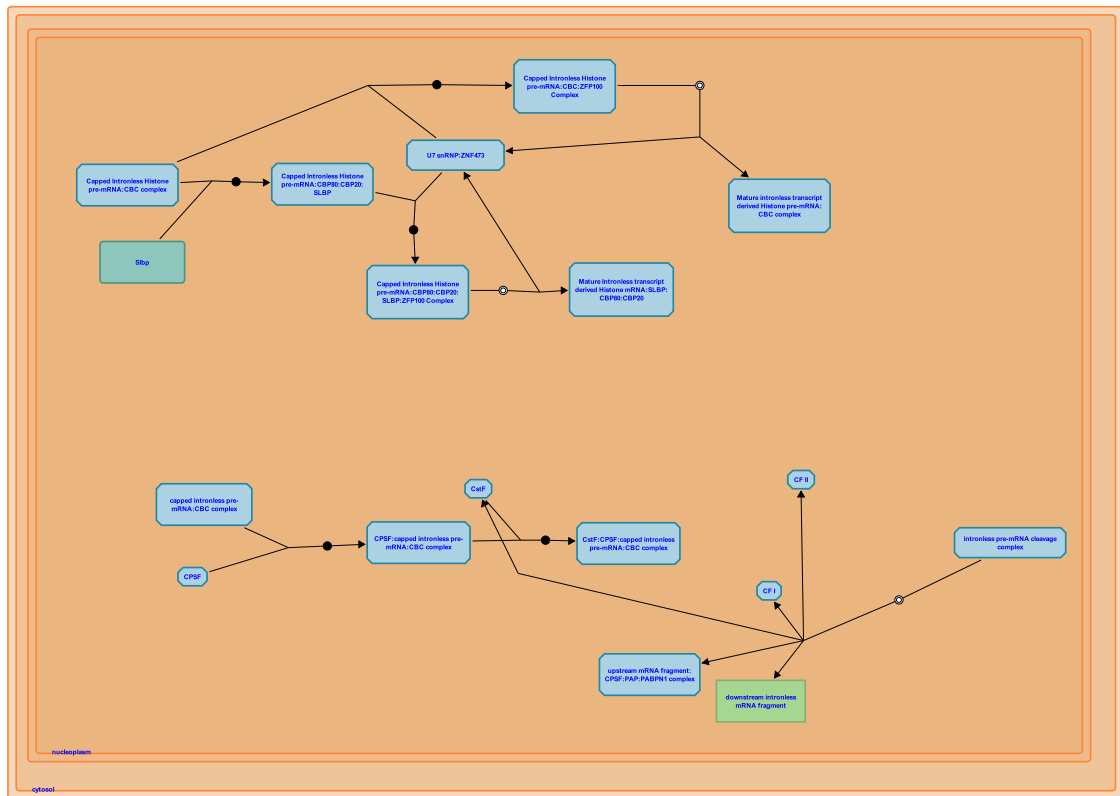 Capped Intronless Histone
pre-mRNA:CBC:ZFP100
Complex
U7 snRNP:ZNF473
Capped Intronless Histone
pre-mRNA:CBC complex
Capped Intronless Histone
pre-mRNA:CBP80:CBP20:
SLBP
Mature intronless transcript
derived Histone pre-mRNA:
CBC complex
Slbp
Capped Intronless Histone
pre-mRNA:CBP80:CBP20:
SLBP:ZFP100 Complex
Mature Intronless transcript
derived Histone mRNA:SLBP:
CBP80:CBP20
capped intronless pre-
mRNA:CBC complex
CstF
CF II
CPSF:capped intronless pre-
mRNA:CBC complex
CstF:CPSF:capped intronless
pre-mRNA:CBC complex
intronless pre-mRNA cleavage
complex
CPSF
CF I
upstream mRNA fragment:
CPSF:PAP:PABPN1 complex
downstream intronless
mRNA fragment
nucleoplasm
cytosol